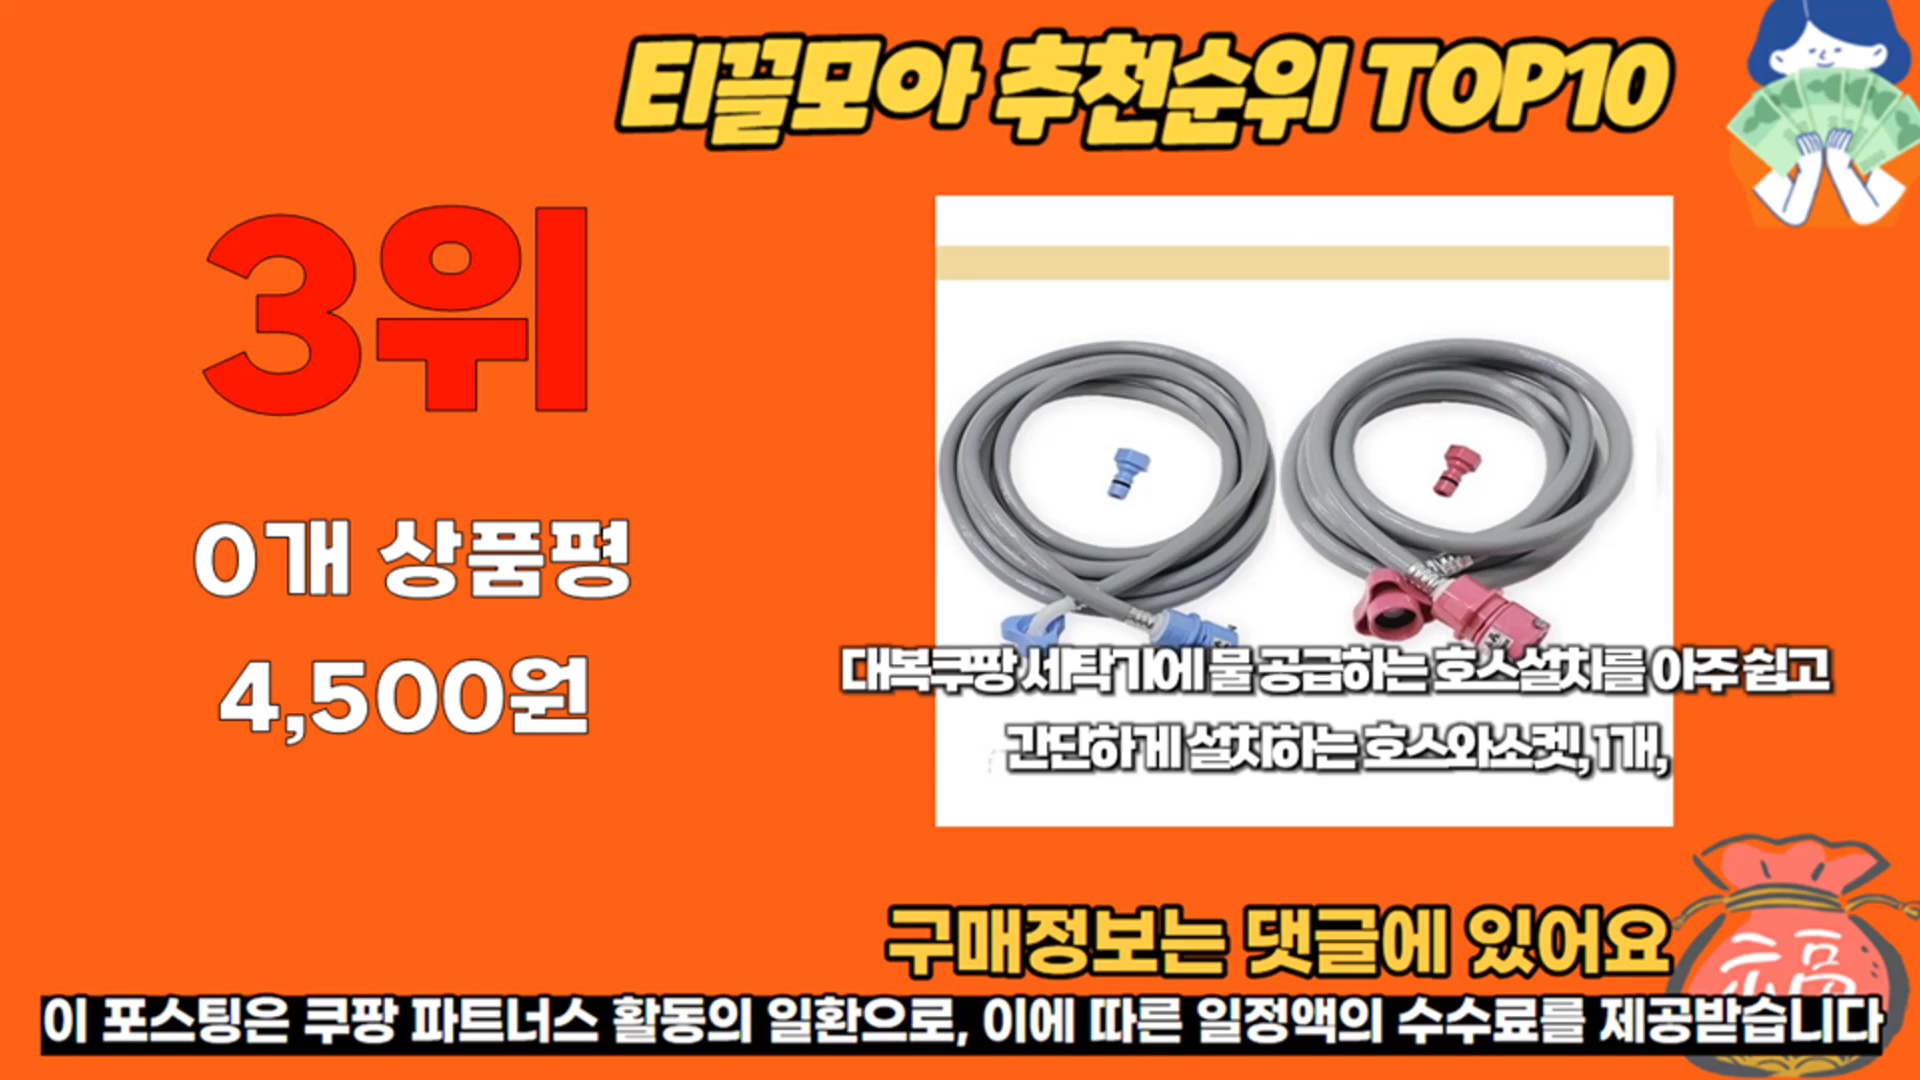 티끌모아 추천순위 TOP10
3위
0개 상품평
4,500원
대복쿠팡 세탁기에 물 공급하는 호스설치를 아주 쉽고
간단하게 설치하는 호스와소켓, 1개,
구매정보는 댓글에 있어요
福
이 포스팅은 쿠팡 파트너스 활동의 일환으로, 이에 따른 일정액의 수수료를 제공받습니다